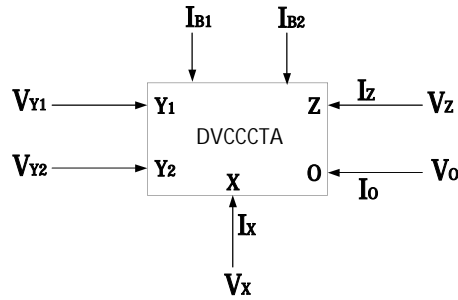 IB1 IB2
VY1 Y1 Z IZ VZ
DVCCCTA
VY2 Y2 X O IO VO
IX
VX